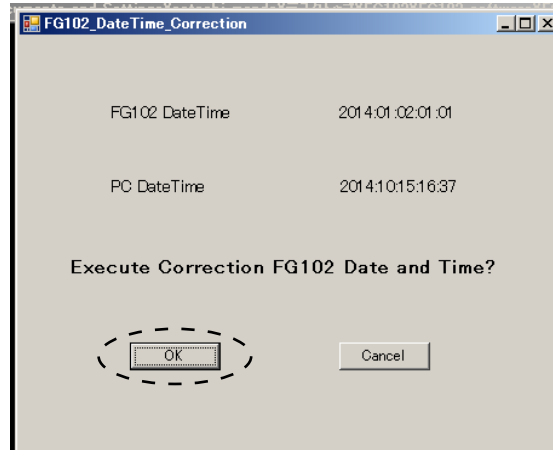 FG102_DateTime_Correction
FG102 DateTime 2014:01:02:01:01
PC DateTime 2014:10:15:16:37
Execute Correction FG102 Date and Time?
OK Cancel